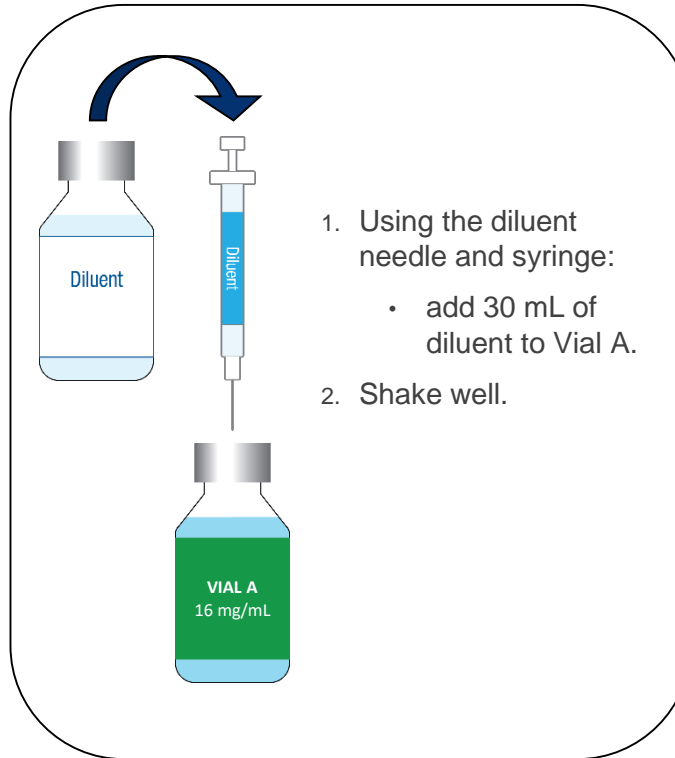 Diluent
Diluent
1. Using the diluent
needle and syringe:
• add 30 mL of
diluent to Vial A.
2. Shake well.
VIAL A
16 mg/mL